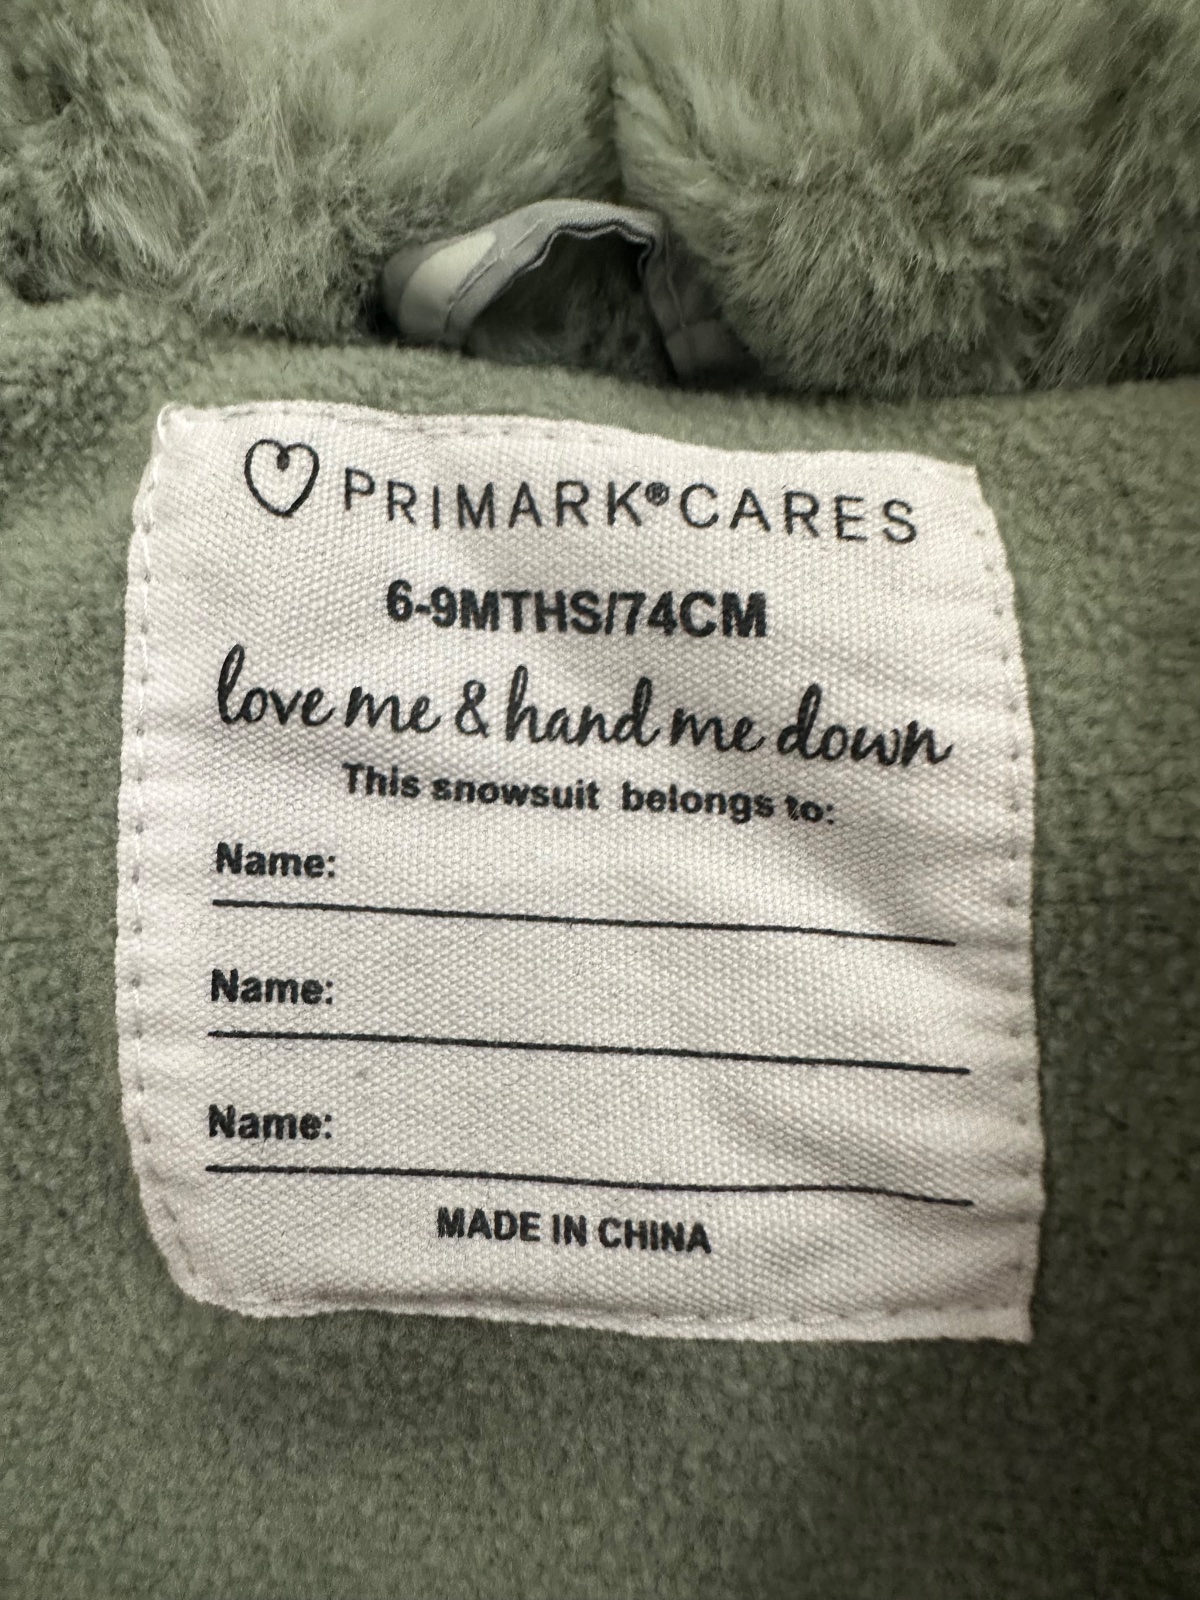 PRIMARK®CARES
6-9MTHS/74CM
love me & hand me down
This snowsuit belongs to:
Name:
Name:
Name:
MADE IN CHINA